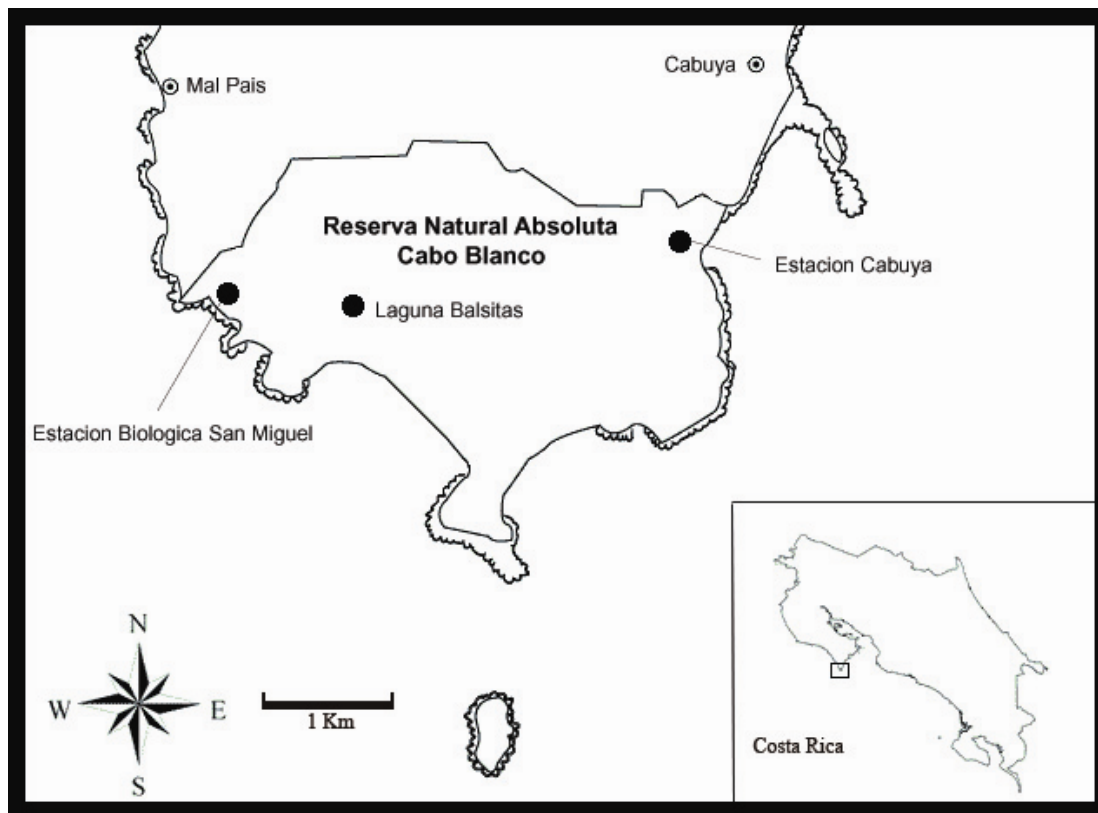 Mal Pais
Cabuya
Reserva Natural Absoluta
Cabo Blanco
Estacion Cabuya
Laguna Balsitas
Estacion Biologica San Miguel
N
W
E
S
1 Km
Costa Rica